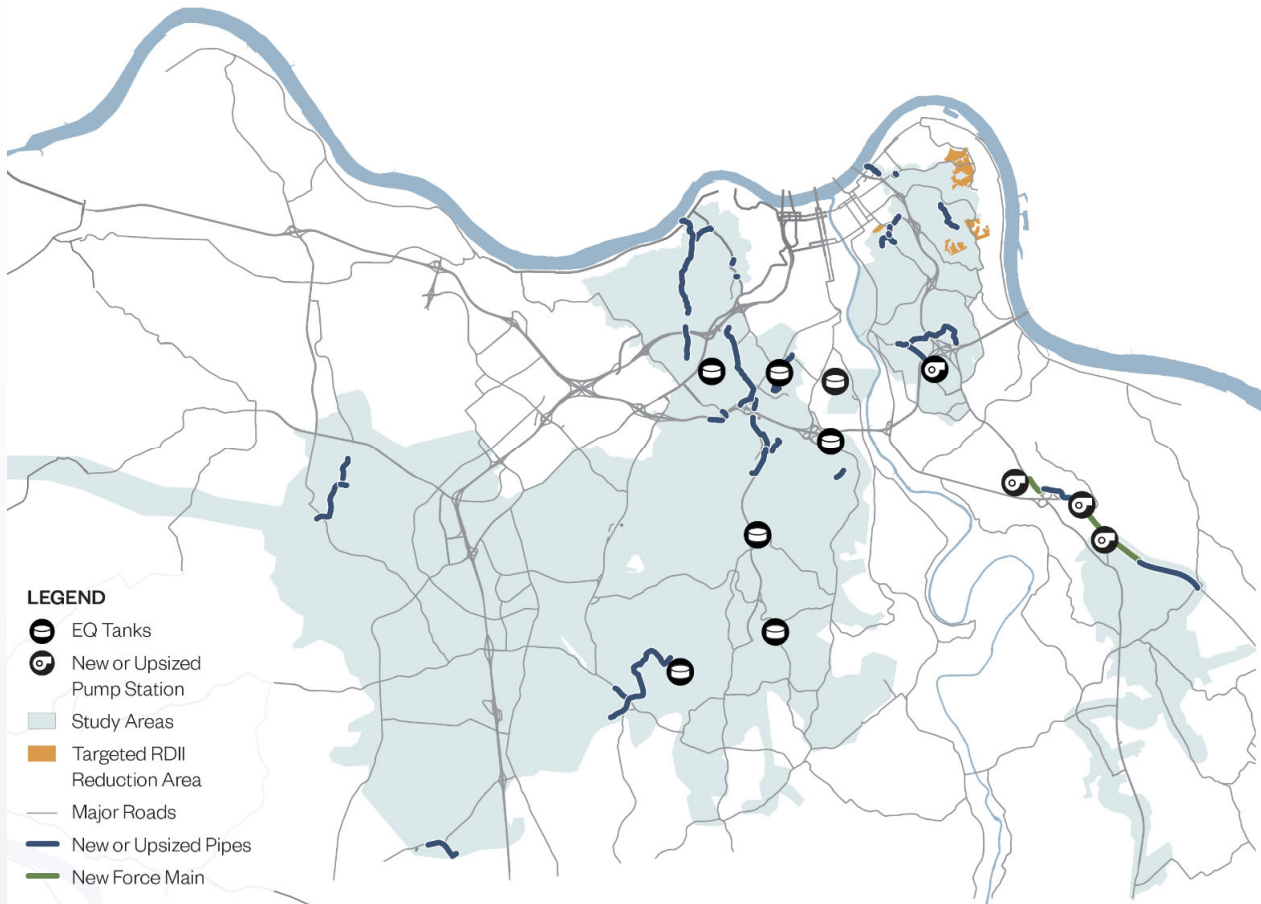 LEGEND
EQ Tanks
New or Upsized
Pump Station
Study Areas
Targeted RDII
Reduction Area
Major Roads
New or Upsized Pipes
New Force Main